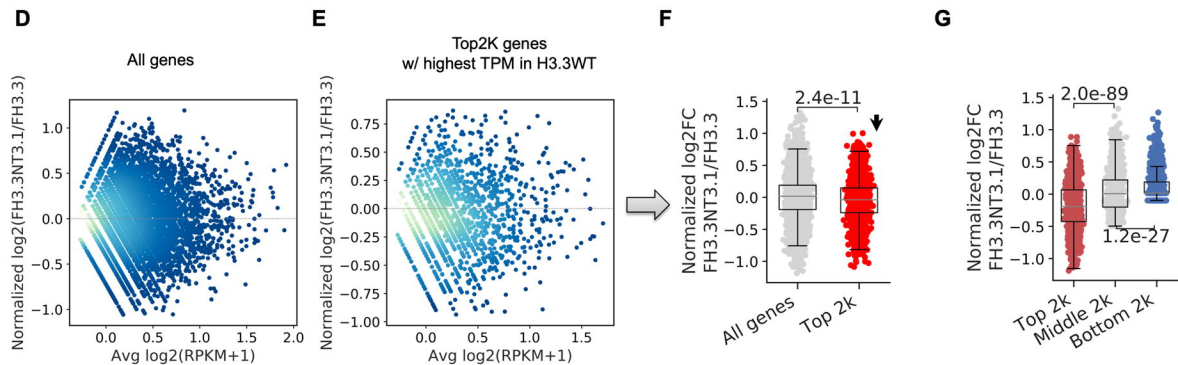 D
All genes
Normalized log2(FH3.3NT3.1/FH3.3)
1.0
0.5
0.0
−0.5
−1.0
0.0
0.5
1.0
1.5
2.0
Avg log2(RPKM+1)
E
Top2K genes
w/ highest TPM in H3.3WT
Normalized log2(FH3.3NT3.1/FH3.3)
0.75
0.50
0.25
0.00
−0.25
−0.50
−0.75
−1.00
0.0
0.5
1.0
1.5
Avg log2(RPKM+1)
F
Normalized log2FC
FH3.3NT3.1/FH3.3
1.5
1.0
0.5
0.0
−0.5
−1.0
2.4e-11
All genes
Top 2k
G
Normalized log2FC
FH3.3NT3.1/FH3.3
1.5
1.0
0.5
0.0
−0.5
−1.0
2.0e-89
1.2e-27
Top 2k
Middle 2k
Bottom 2k